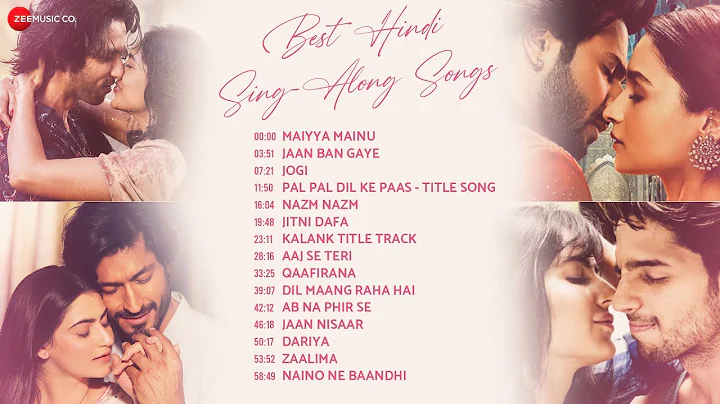 ZEEMUSIC CO.
Best Hindi
Sing-Along Songs
00:00 MAIYYA MAINU
03:51 JAAN BAN GAYE
07:21 JOGI
11:50 PAL PAL DIL KE PAAS - TITLE SONG
16:04 NAZM NAZM
19:48 JITNI DAFA
23:11 KALANK TITLE TRACK
28:16 AAJ SE TERI
33:25 QAAFIRANA
39:07 DIL MAANG RAHA HAI
42:12 AB NA PHIR SE
46:18 JAAN NISAAR
50:17 DARIYA
53:52 ZAALIMA
58:49 NAINO NE BAANDHI